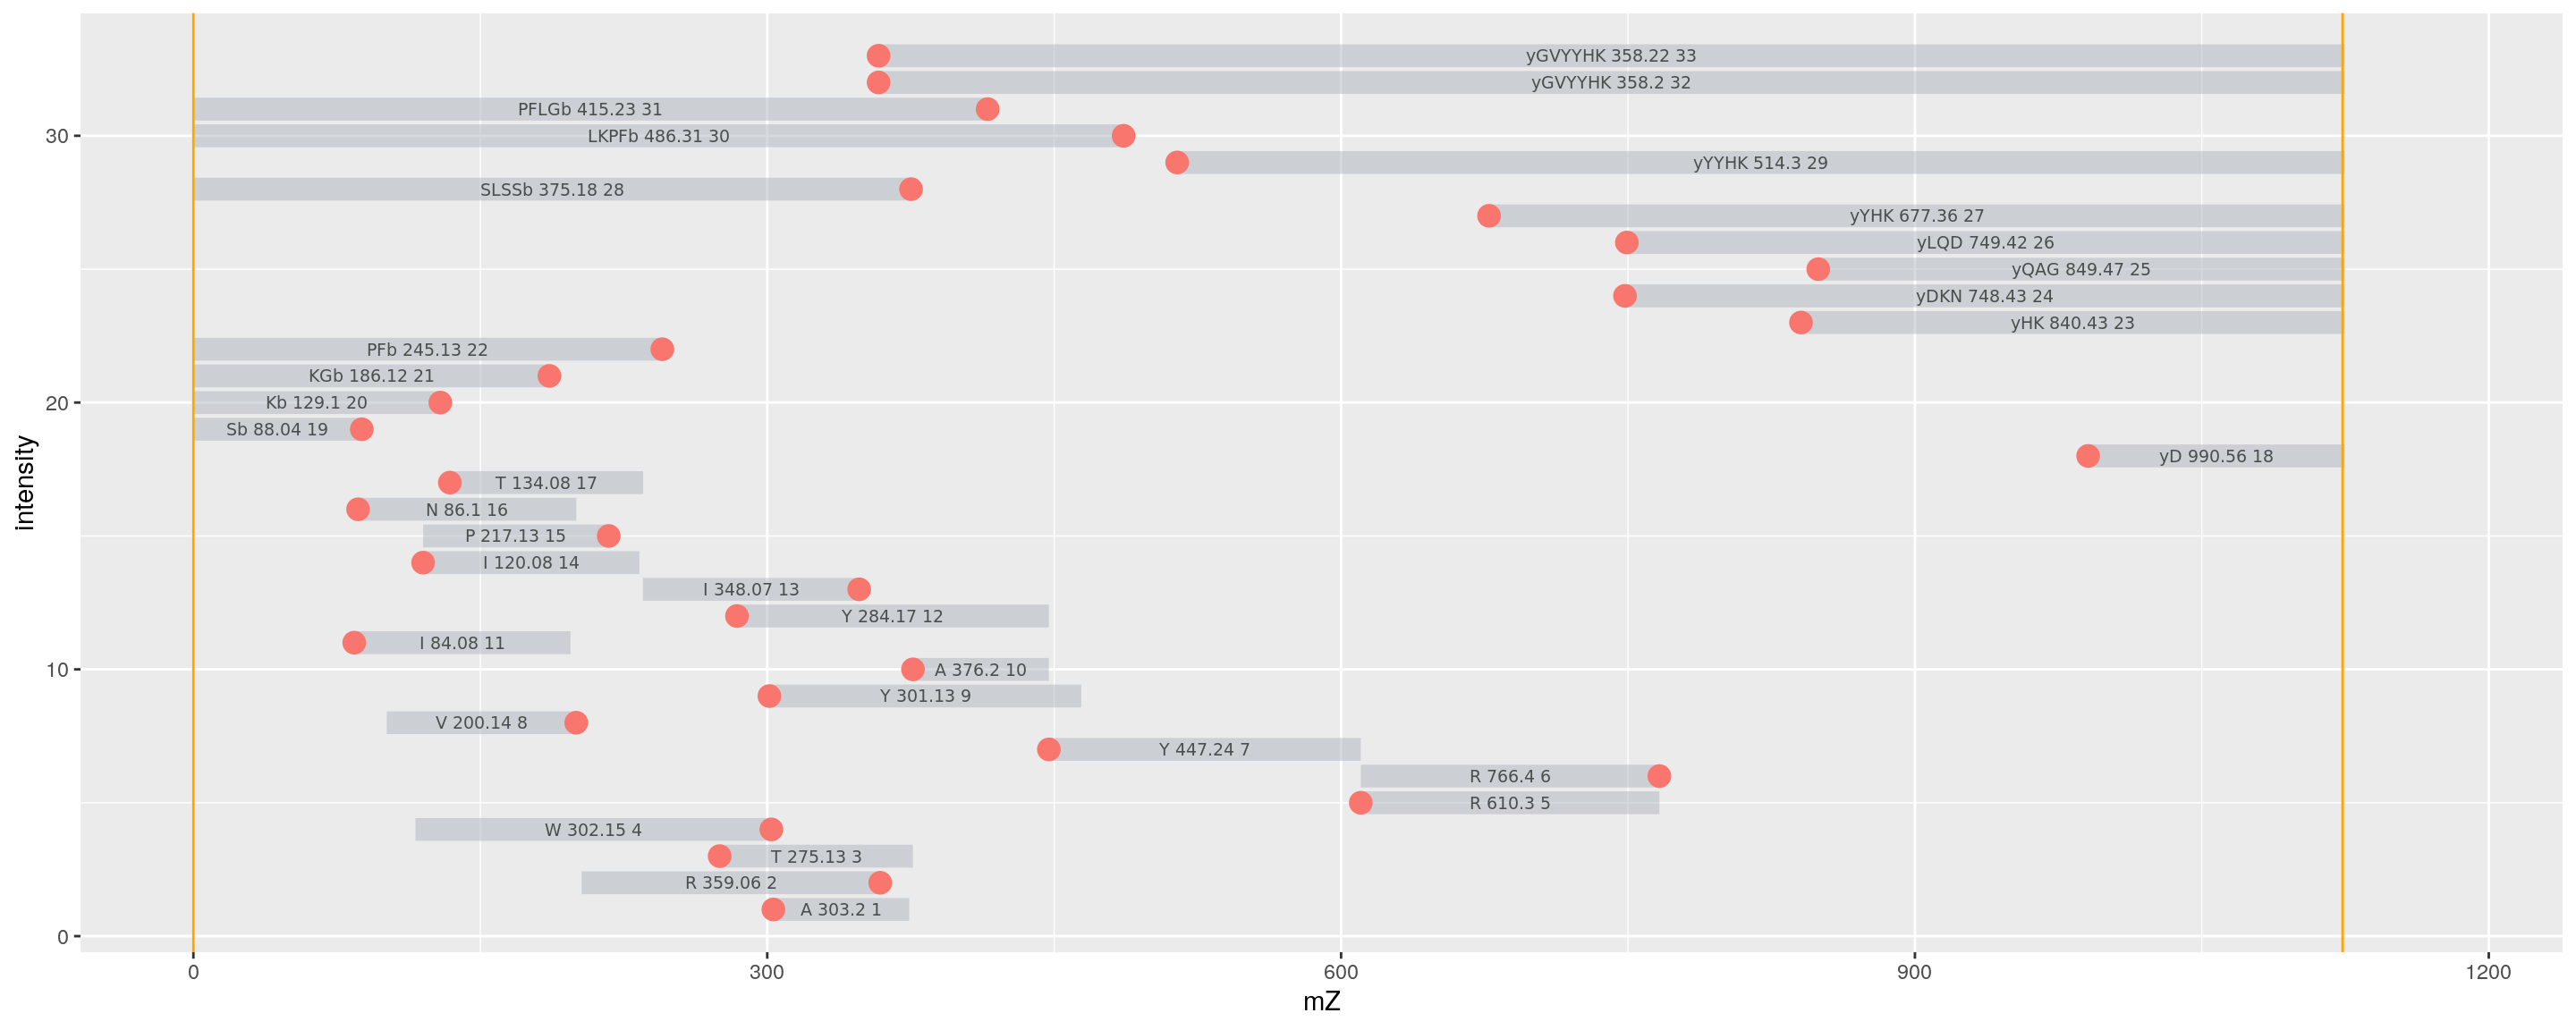 yGVYYHK 358.22 33
yGVYYHK 358.2 32
PFLGb 415.23 31
30
LKPFb 486.31 30
yYYHK 514.3 29
SLSSb 375.18 28
yYHK 677.36 27
yLQD 749.42 26
yQAG 849.47 25
yDKN 748.43 24
yHK 840.43 23
PFb 245.13 22
KGb 186.12 21
20
Kb 129.1 20
Sb 88.04 19
yD 990.56 18
T 134.08 17
N 86.1 16
P 217.13 15
I 120.08 14
I 348.07 13
Y 284.17 12
I 84.08 11
10
A 376.2 10
Y 301.13 9
V 200.14 8
Y 447.24 7
R 766.4 6
R 610.3 5
W 302.15 4
T 275.13 3
R 359.06 2
A 303.2 1
0
intensity
0 300 600 900 1200
mZ